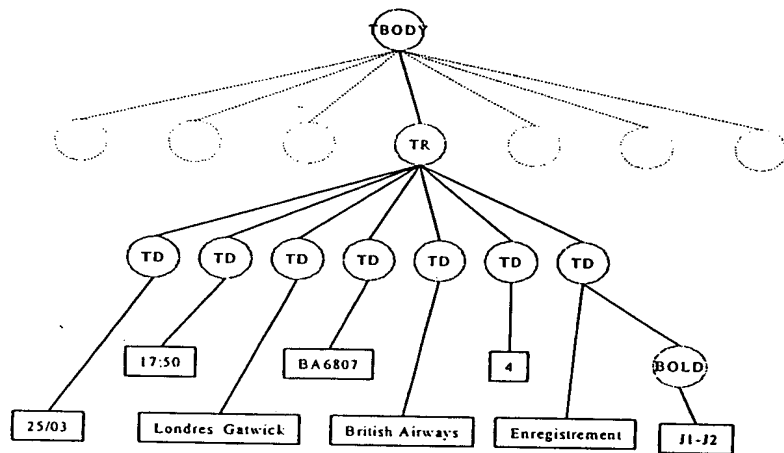 TBODY
TR
TD TD TD TD TD TD TD
17:50 BA6807 4 BOLD
25/03 Londres Gatwick British Airways Enregistrement J1-J2